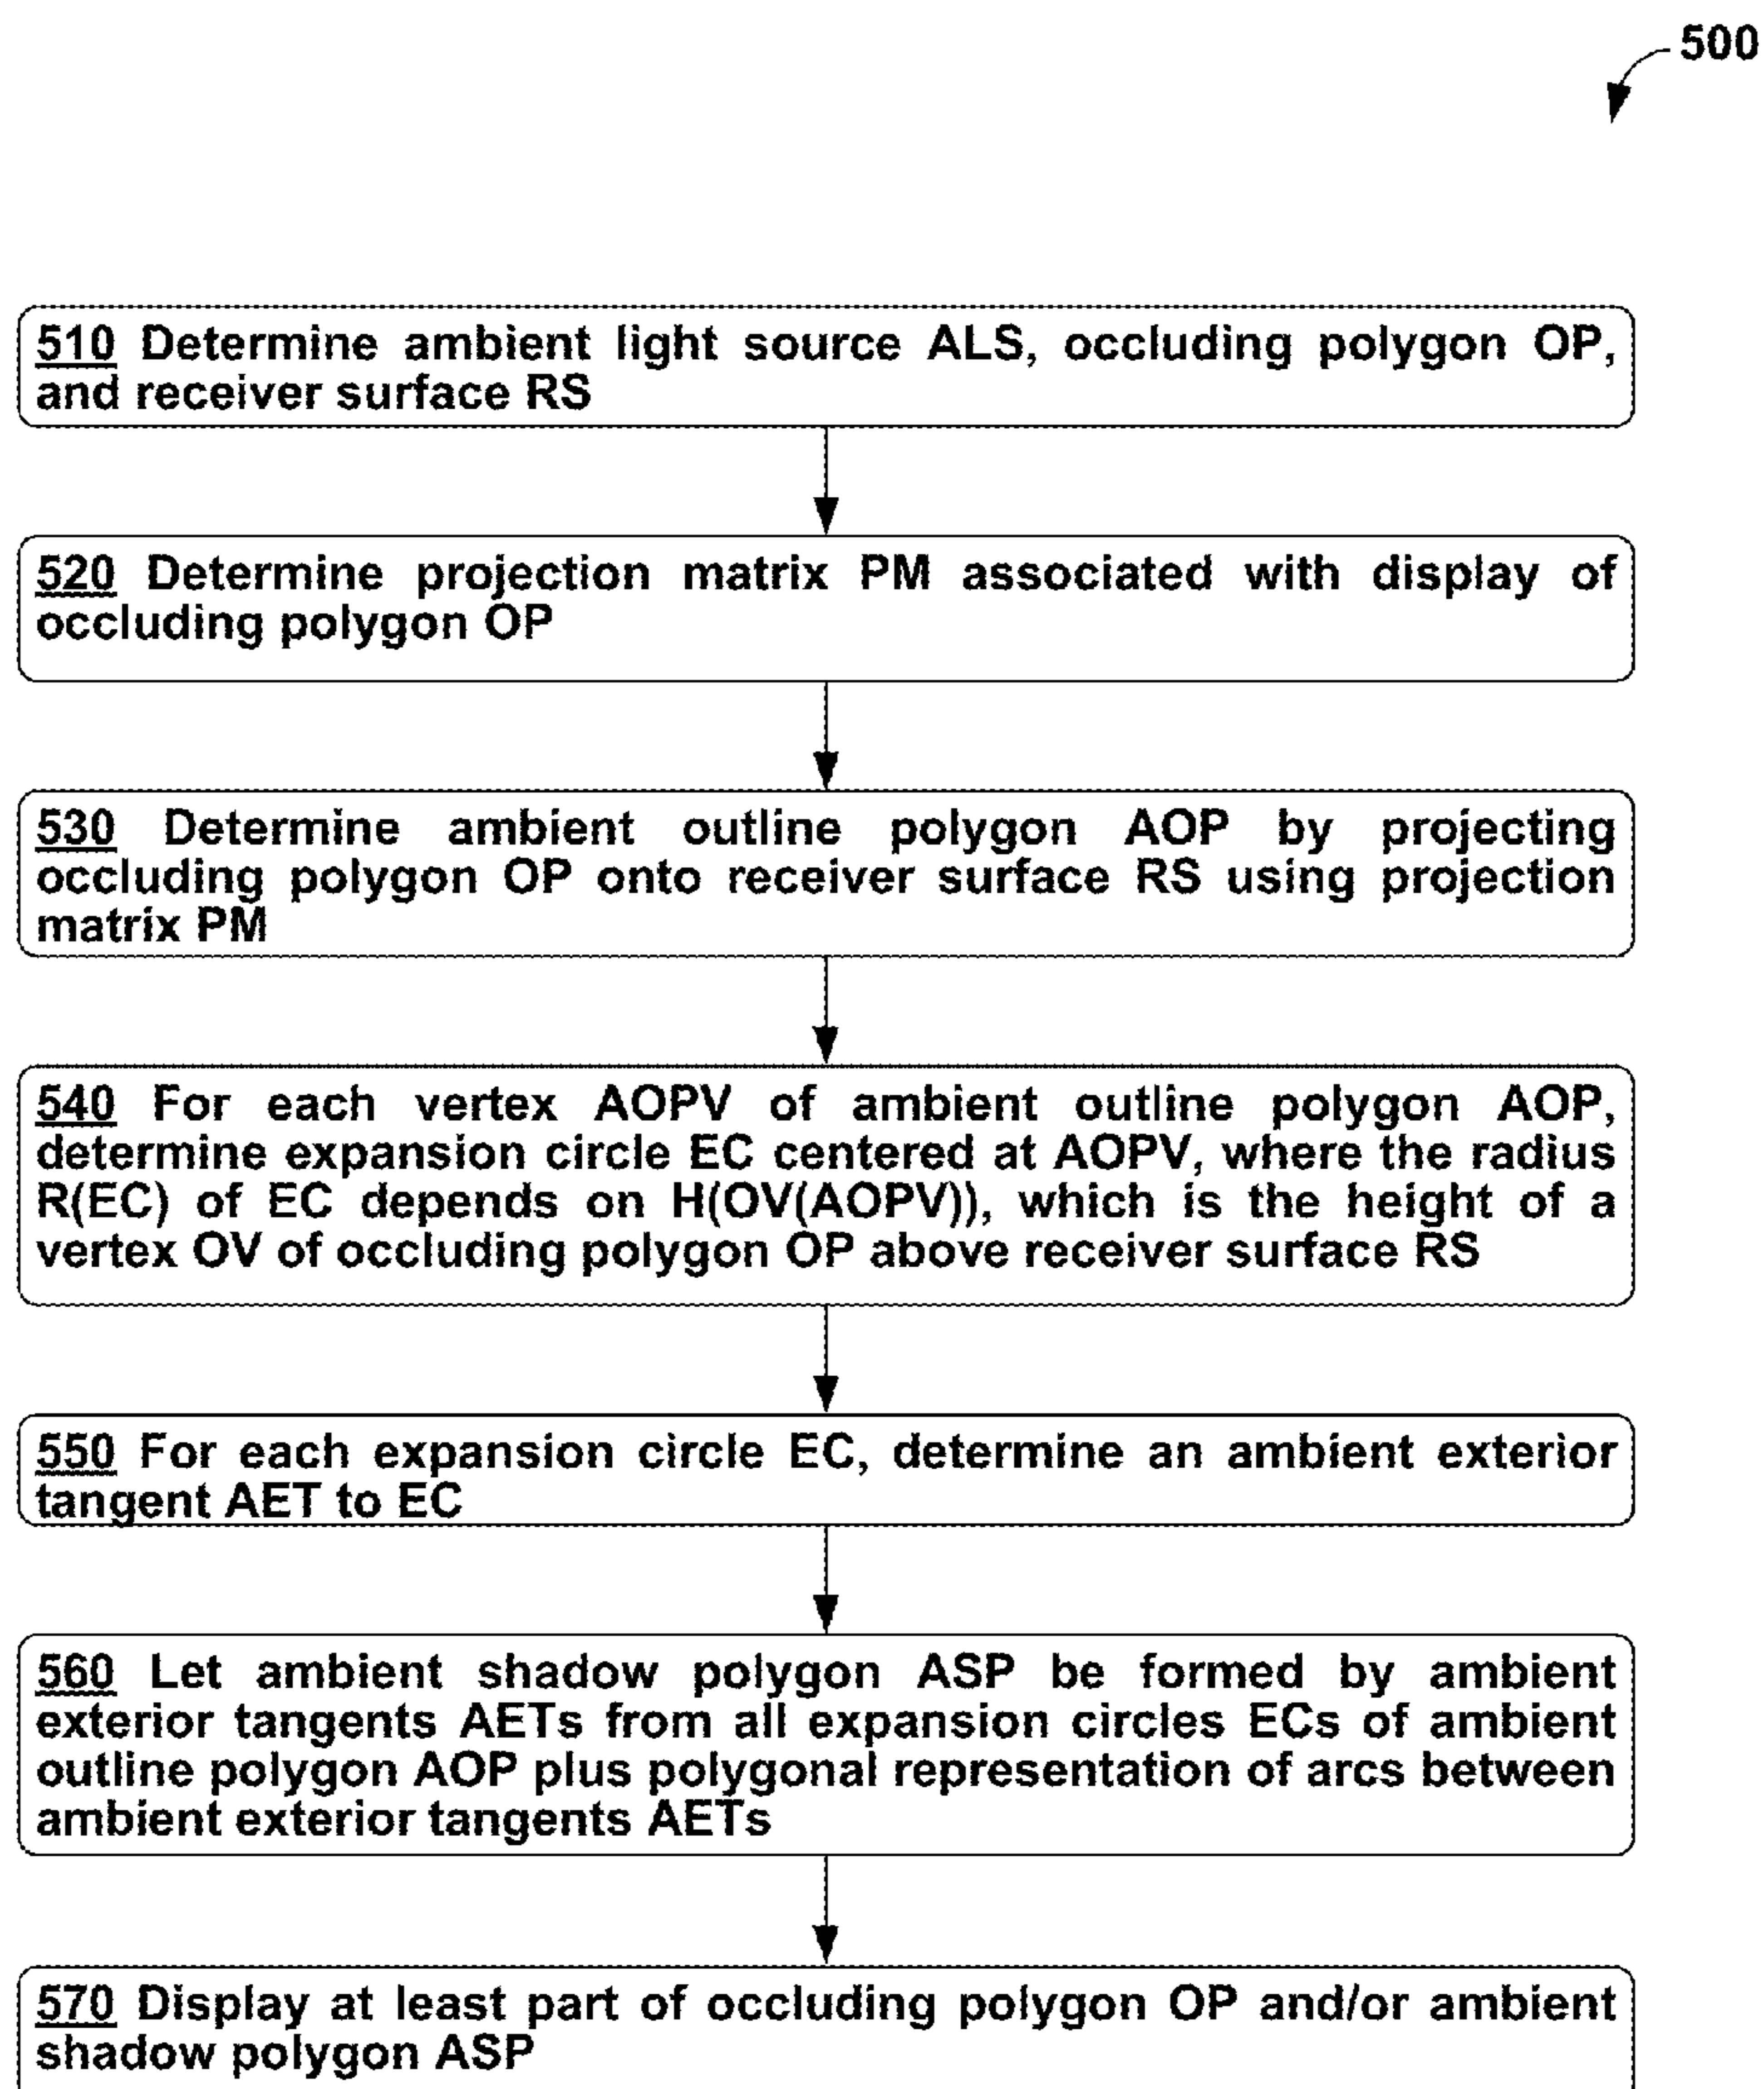 500
510 Determine ambient light source ALS, occluding polygon OP,
and receiver surface RS
520 Determine projection matrix PM associated with display of
occluding polygon OP
530 Determine ambient outline polygon AOP by projecting
occluding polygon OP onto receiver surface RS using projection
matrix PM
540 For each vertex AOPV of ambient outline polygon AOP,
determine expansion circle EC centered at AOPV, where the radius
R(EC) of EC depends on H(OV(AOPV)), which is the height of a
vertex OV of occluding polygon OP above receiver surface RS
550 For each expansion circle EC, determine an ambient exterior
tangent AET to EC
560 Let ambient shadow polygon ASP be formed by ambient
exterior tangents AETs from all expansion circles ECs of ambient
outline polygon AOP plus polygonal representation of arcs between
ambient exterior tangents AETs
570 Display at least part of occluding polygon OP and/or ambient
shadow polygon ASP